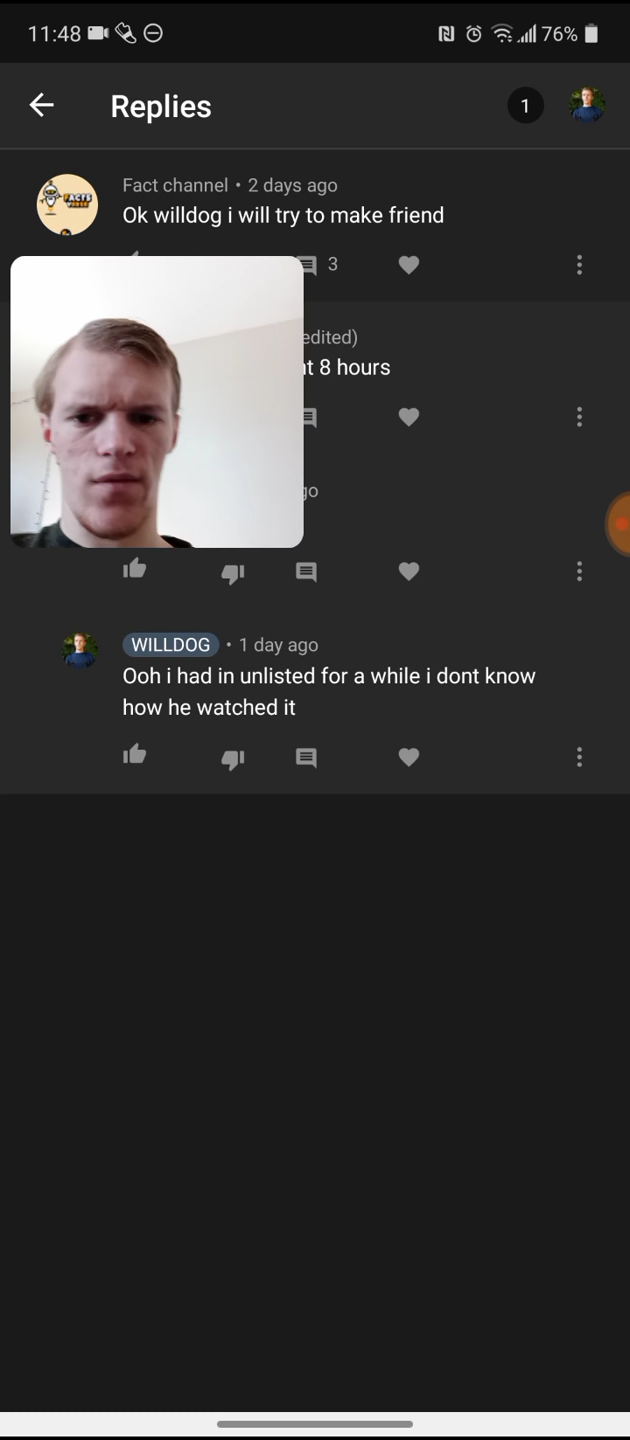 11:48 76%
Replies 1
Fact channel • 2 days ago
FACTS
Ok willdog i will try to make friend
3
edited)
8 hours
WILLDOG • 1 day ago
Ooh i had in unlisted for a while i dont know
how he watched it